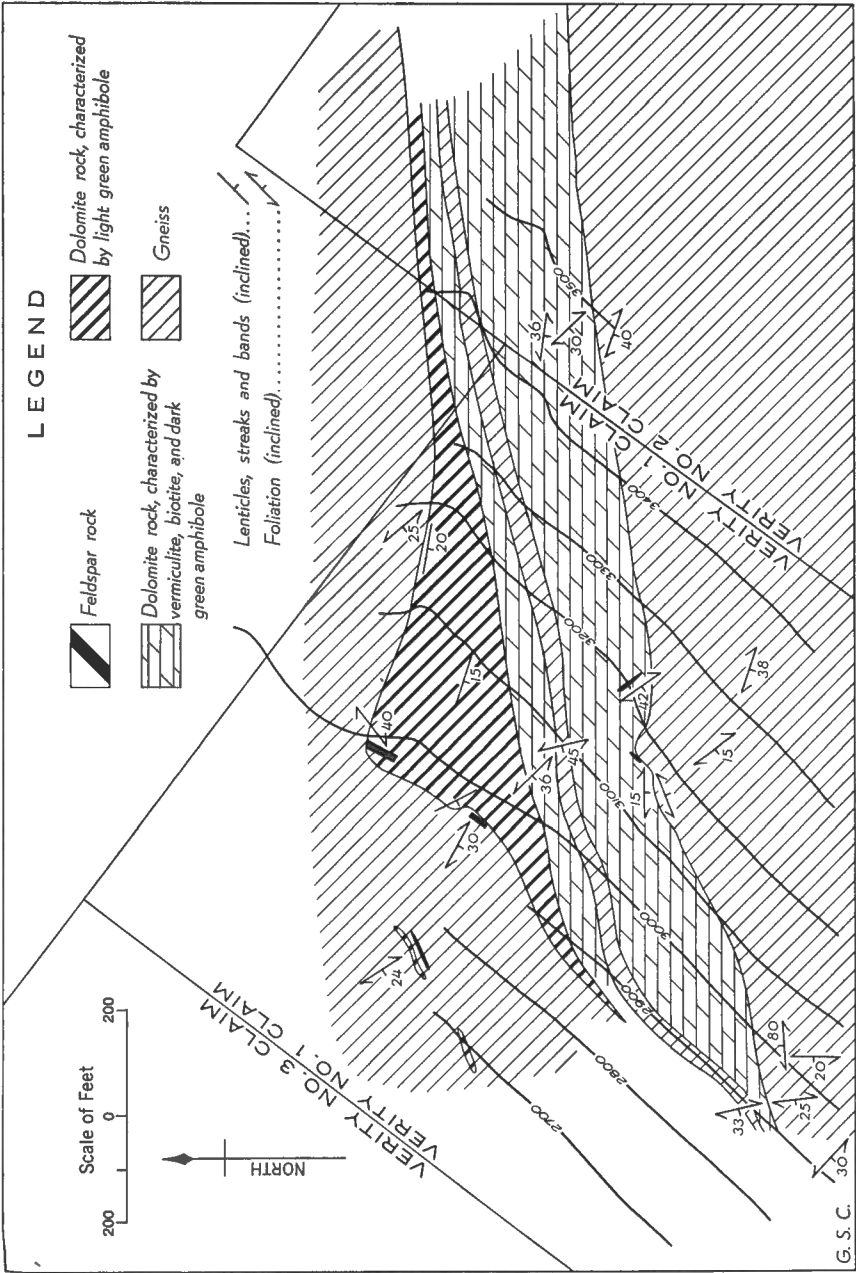 LEGEND
Feldspar rock
Dolomite rock, characterized
by light green amphibole
Dolomite rock, characterized by
vermiculite, biotite, and dark
green amphibole
Gneiss
Lenticles, streaks and bands (inclined)....
Foliation (inclined)........................
Scale of Feet
200 0 200
NORTH
VERITY NO. 3 CLAIM
VERITY NO. 1 CLAIM
VERITY NO. 1 CLAIM
VERITY NO. 2 CLAIM
2700
2800
2900
3000
3100
3200
3300
3400
3500
24
30
40
15
25
20
36
45
42
15
15
38
36
30
40
33
25
80
20
30
G. S. C.